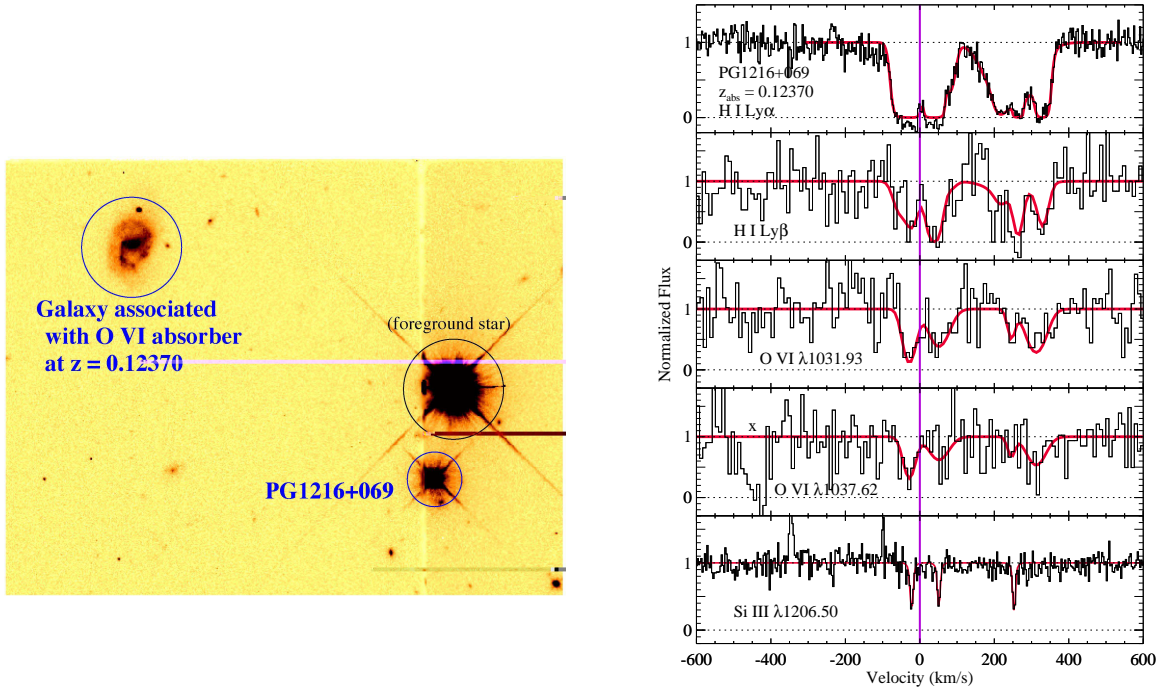 Galaxy associated
with O VI absorber
at z = 0.12370
(foreground star)
PG1216+069
Normalized Flux
1
PG1216+069
z_abs = 0.12370
H I Lyα
0
1
H I Lyβ
0
1
O VI λ1031.93
0
x
1
O VI λ1037.62
0
1
Si III λ1206.50
0
-600 -400 -200 0 200 400 600
Velocity (km/s)